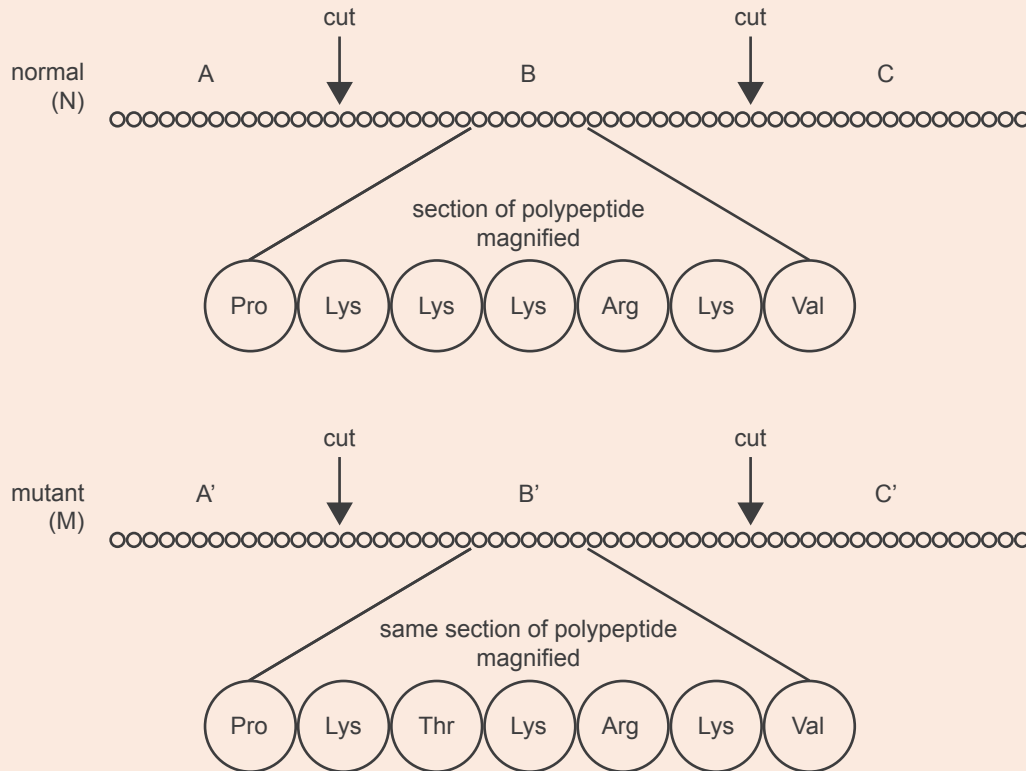 cut cut
normal
(N)
A B C
section of polypeptide
magnified
Pro Lys Lys Lys Arg Lys Val
cut cut
mutant
(M)
A’ B’ C’
same section of polypeptide
magnified
Pro Lys Thr Lys Arg Lys Val